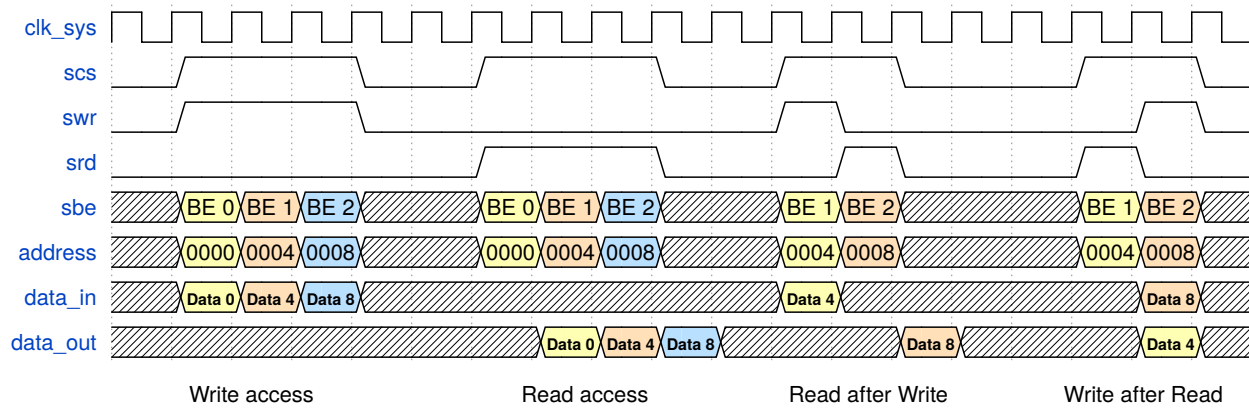 clk_sys
scs
swr
srd
sbe BE 0 BE 1 BE 2 BE 0 BE 1 BE 2 BE 1 BE 2 BE 1 BE 2
address 0000 0004 0008 0000 0004 0008 0004 0008 0004 0008
data_in Data 0 Data 4 Data 8 Data 4 Data 8
data_out Data 0 Data 4 Data 8 Data 8 Data 4
Write access Read access Read after Write Write after Read